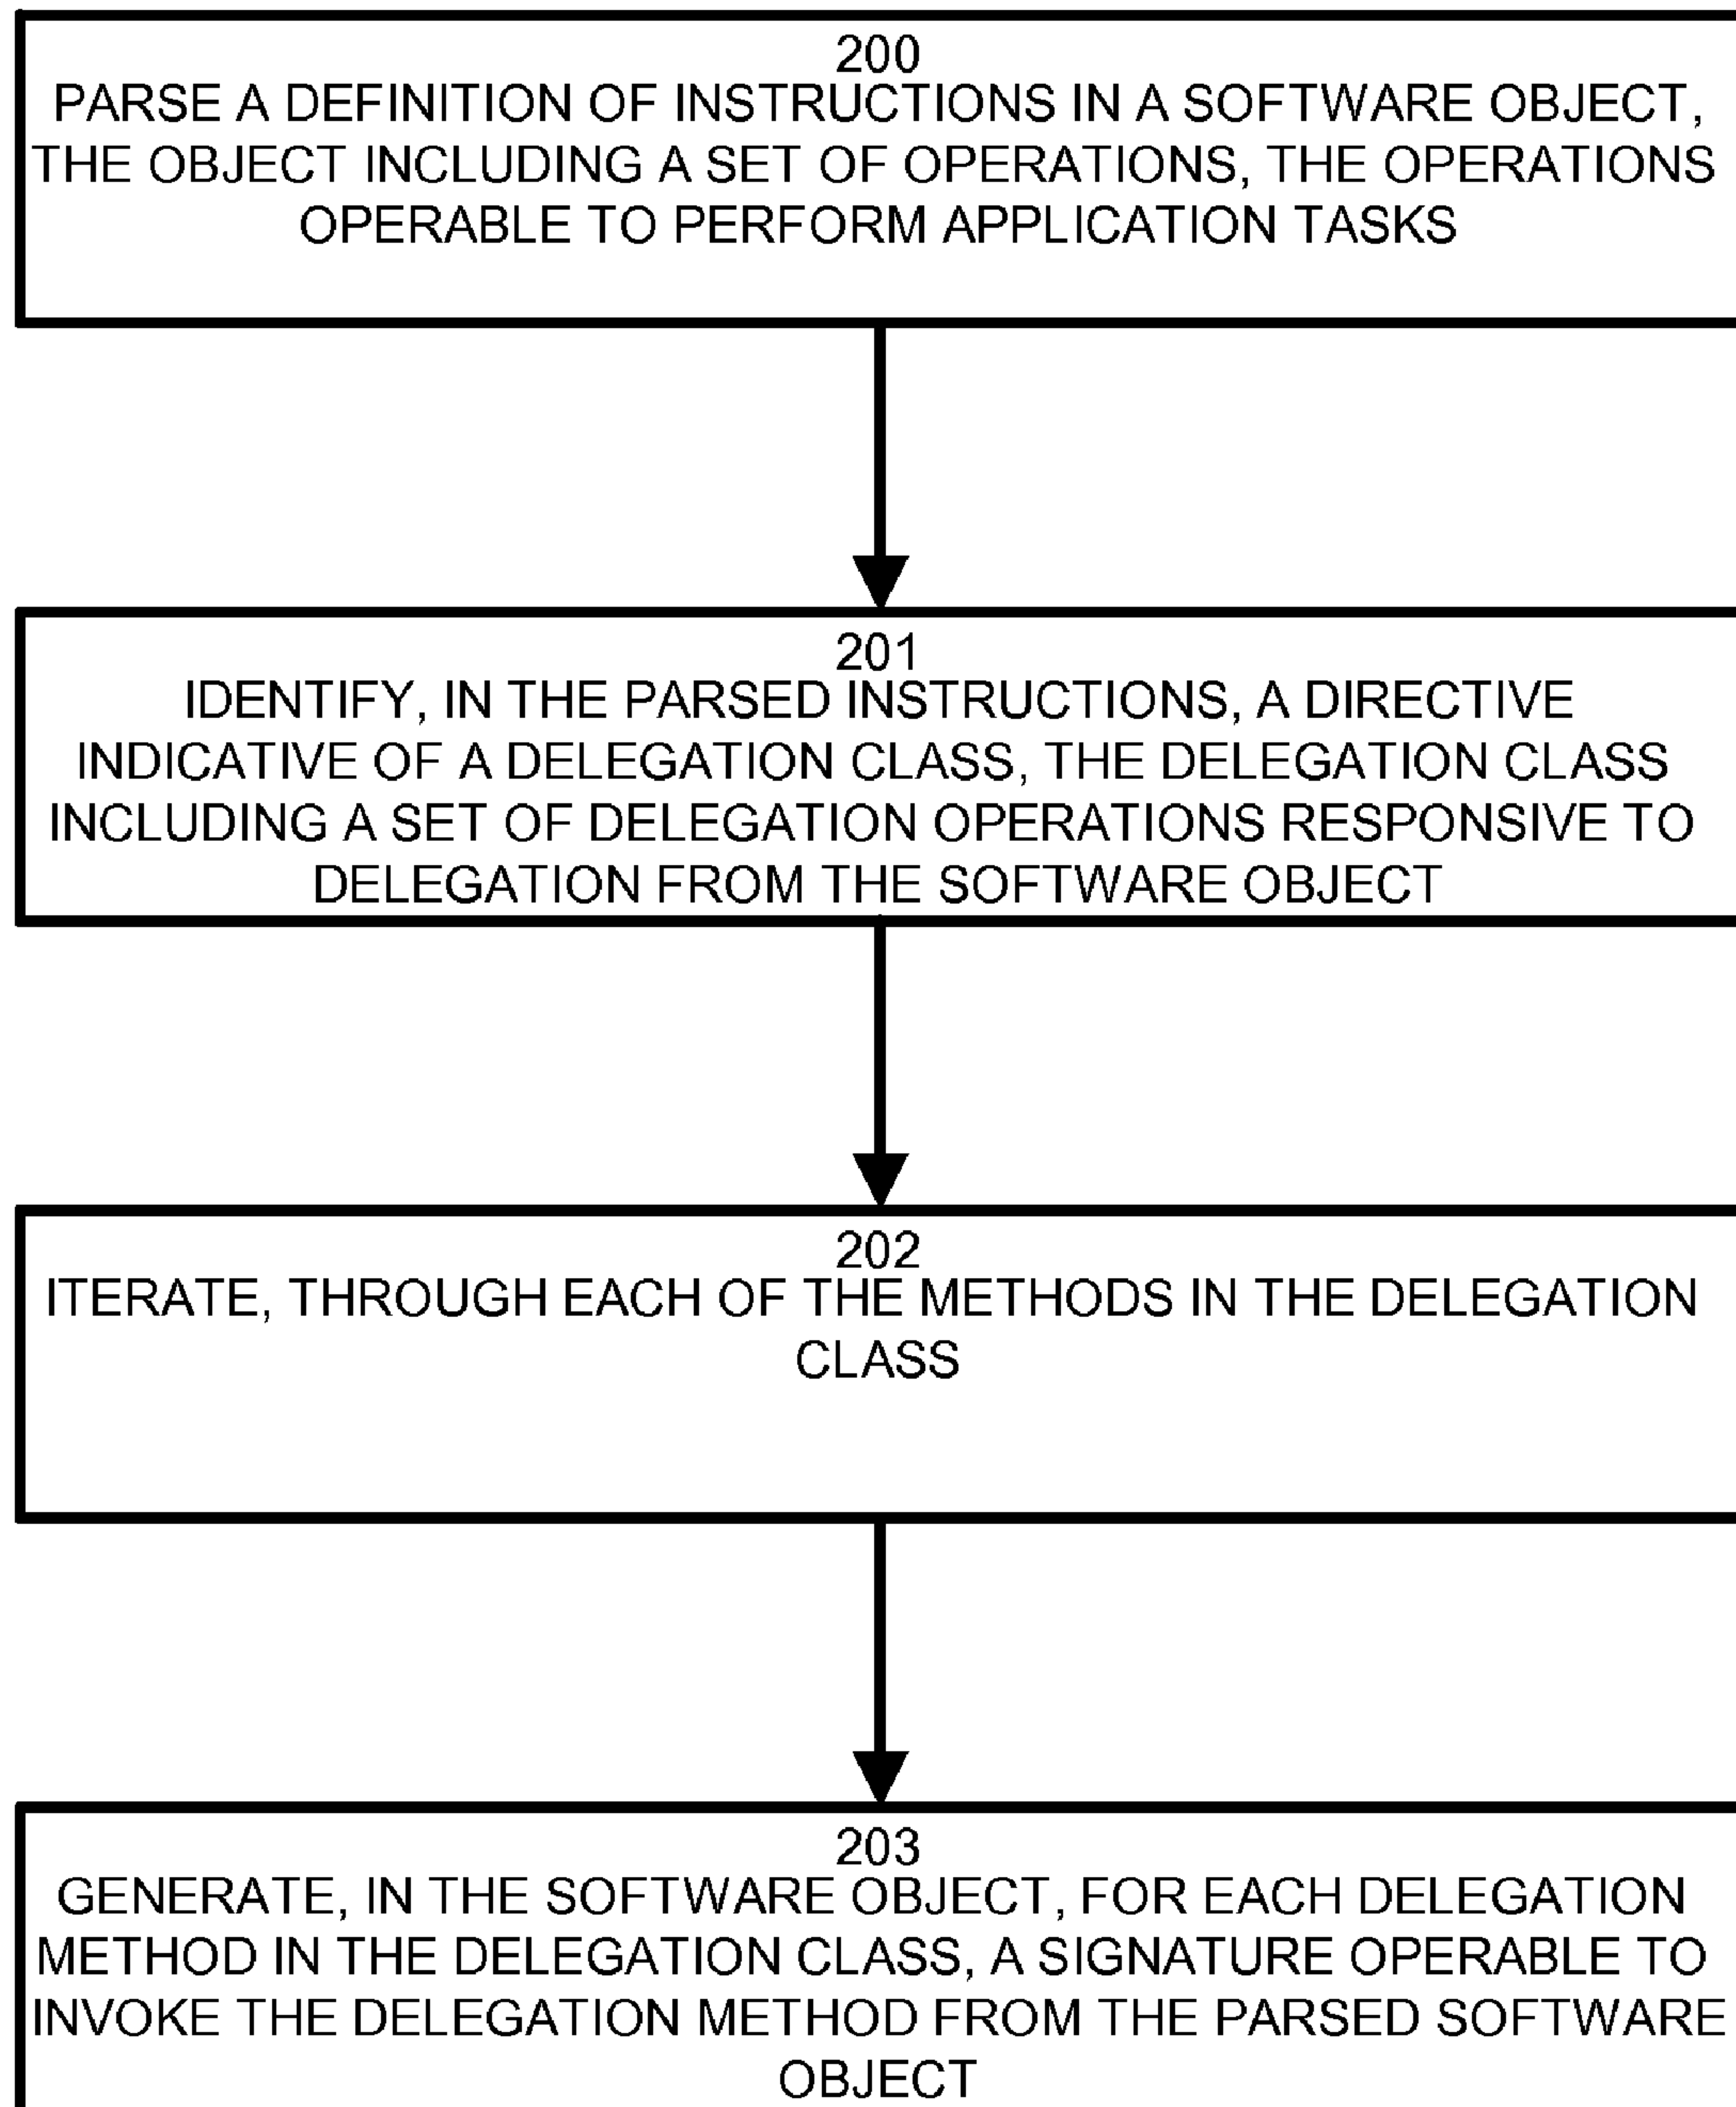 200
PARSE A DEFINITION OF INSTRUCTIONS IN A SOFTWARE OBJECT,
THE OBJECT INCLUDING A SET OF OPERATIONS, THE OPERATIONS
OPERABLE TO PERFORM APPLICATION TASKS
201
IDENTIFY, IN THE PARSED INSTRUCTIONS, A DIRECTIVE
INDICATIVE OF A DELEGATION CLASS, THE DELEGATION CLASS
INCLUDING A SET OF DELEGATION OPERATIONS RESPONSIVE TO
DELEGATION FROM THE SOFTWARE OBJECT
202
ITERATE, THROUGH EACH OF THE METHODS IN THE DELEGATION
CLASS
203
GENERATE, IN THE SOFTWARE OBJECT, FOR EACH DELEGATION
METHOD IN THE DELEGATION CLASS, A SIGNATURE OPERABLE TO
INVOKE THE DELEGATION METHOD FROM THE PARSED SOFTWARE
OBJECT